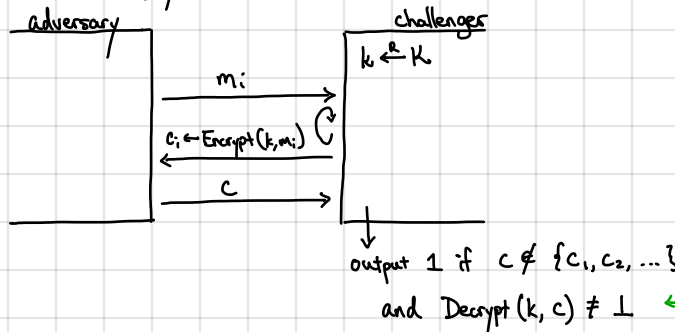 adversary
challenger
k ←ᴿ K
mᵢ
cᵢ ← Encrypt(k, mᵢ)
c
output 1 if c ∉ {c₁, c₂, ...}
and Decrypt(k, c) ≠ ⊥